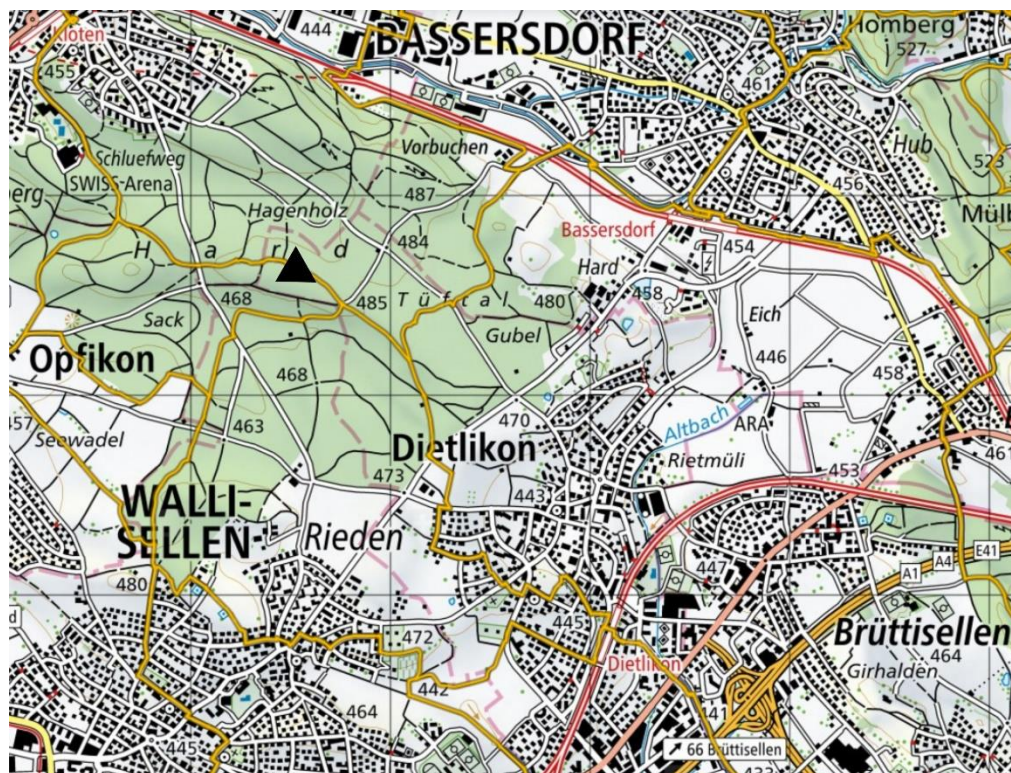 444
BASSERSDORF
527
Kloten
455
461
Vorbuchen
Hub
Schluefweg
SWISS-Arena
487
456
523
Hagenholz
484
Bassersdorf
454
H a r d
Hard
468
485
Tüftal
480
458
Eich
Sack
Gubel
Opfikon
446
468
458
Seewadel
463
470
Altbach
ARA
Dietlikon
Rietmüli
461
453
473
WALLI-
SELLEN
443
Rieden
480
447
A1
A4
E41
472
445
Brüttisellen
464
Dietlikon
Girhalden
442
464
445
66 Brüttisellen